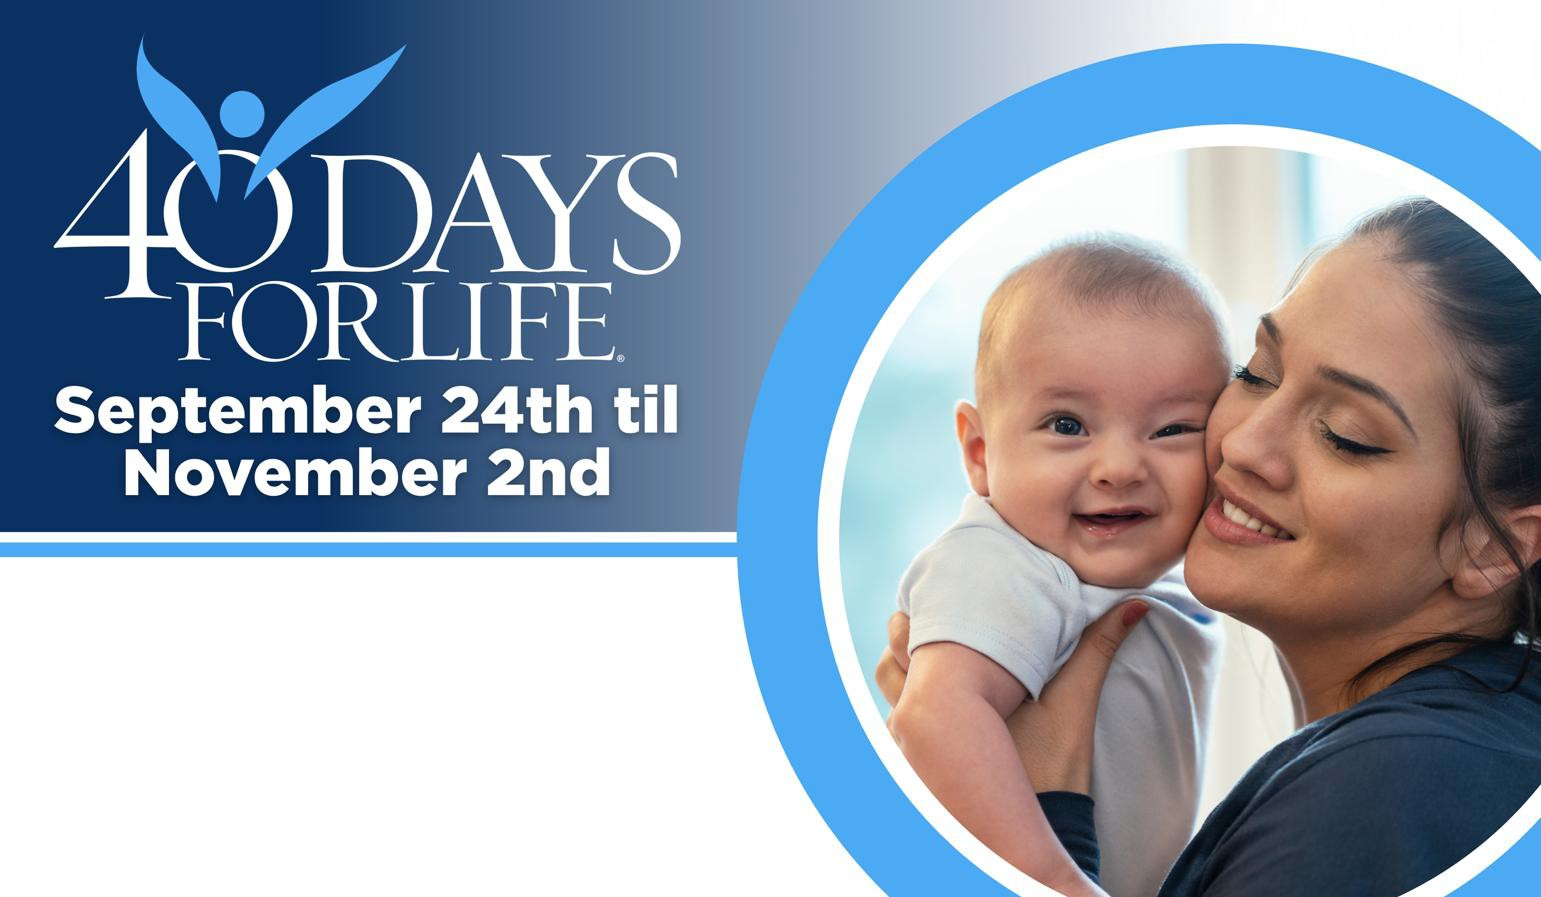 40 DAYS
FOR LIFE®
September 24th til
November 2nd